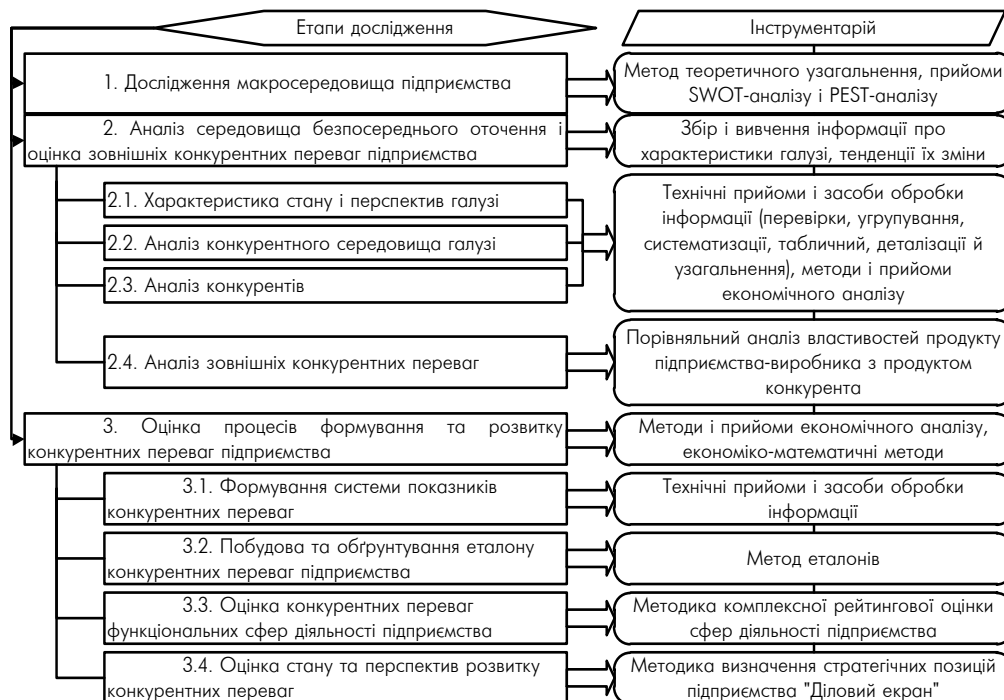 Етапи дослідження
Інструментарій
1. Дослідження макросередовища підприємства
Метод теоретичного узагальнення, прийоми
SWOT-аналізу і PEST-аналізу
2. Аналіз середовища безпосереднього оточення і
оцінка зовнішніх конкурентних переваг підприємства
Збір і вивчення інформації про
характеристики галузі, тенденції їх зміни
2.1. Характеристика стану і перспектив галузі
2.2. Аналіз конкурентного середовища галузі
2.3. Аналіз конкурентів
Технічні прийоми і засоби обробки
інформації (перевірки, угрупування,
систематизації, табличний, деталізації й
узагальнення), методи і прийоми
економічного аналізу
2.4. Аналіз зовнішніх конкурентних переваг
Порівняльний аналіз властивостей продукту
підприємства-виробника з продуктом
конкурента
3. Оцінка процесів формування та розвитку
конкурентних переваг підприємства
Методи і прийоми економічного аналізу,
економіко-математичні методи
3.1. Формування системи показників
конкурентних переваг
Технічні прийоми і засоби обробки
інформації
3.2. Побудова та обґрунтування еталону
конкурентних переваг підприємства
Метод еталонів
3.3. Оцінка конкурентних переваг
функціональних сфер діяльності підприємства
Методика комплексної рейтингової оцінки
сфер діяльності підприємства
3.4. Оцінка стану та перспектив розвитку
конкурентних переваг
Методика визначення стратегічних позицій
підприємства "Діловий екран"